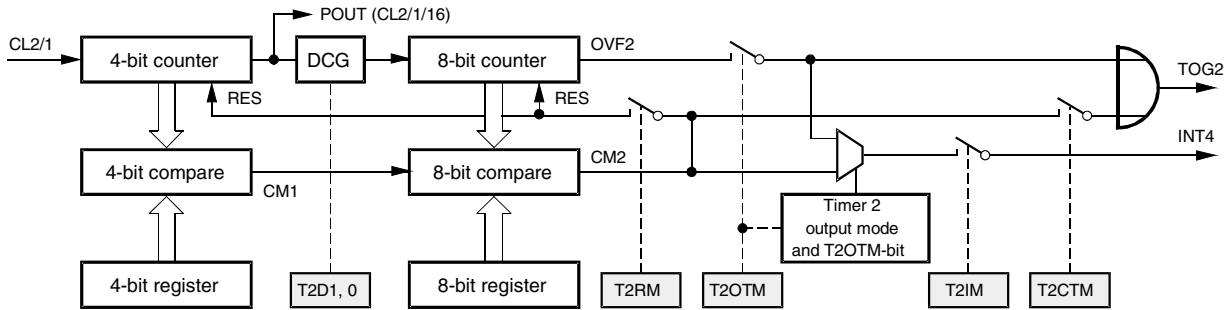 POUT (CL2/1/16)
CL2/1
4-bit counter
DCG
8-bit counter
OVF2
TOG2
RES
RES
4-bit compare
CM1
8-bit compare
CM2
INT4
Timer 2
output mode
and T2OTM-bit
4-bit register
T2D1, 0
8-bit register
T2RM
T2OTM
T2IM
T2CTM